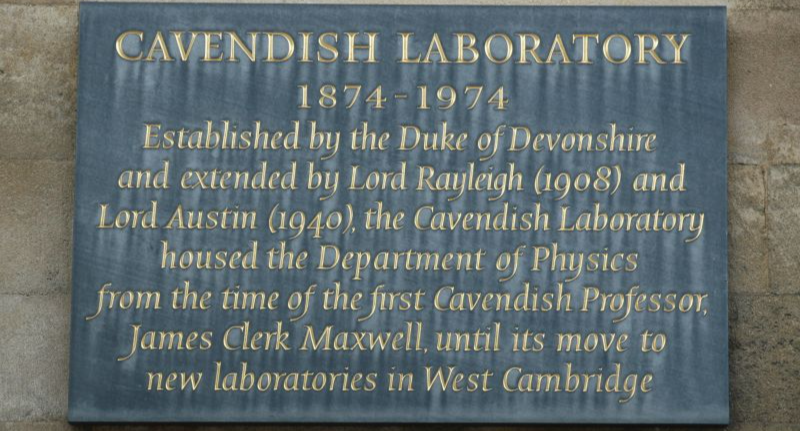 CAVENDISH LABORATORY
1874-1974
Established by the Duke of Devonshire
and extended by Lord Rayleigh (1908) and
Lord Austin (1940), the Cavendish Laboratory
housed the Department of Physics
from the time of the first Cavendish Professor,
James Clerk Maxwell, until its move to
new laboratories in West Cambridge